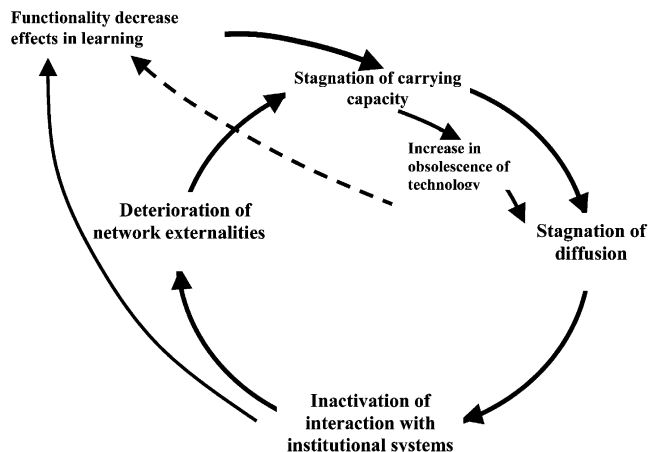 Functionality decrease
effects in learning
Stagnation of carrying
capacity
Increase in
obsolescence of
technology
Deterioration of
network externalities
Stagnation of
diffusion
Inactivation of
interaction with
institutional systems